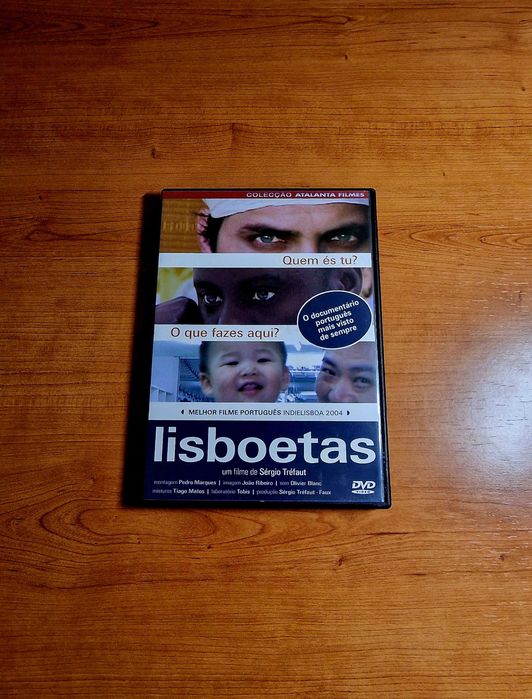 COLECÇÃO ATALANTA FILMES
Quem és tu?
O documentário
português
mais visto
de sempre
O que fazes aqui?
MELHOR FILME PORTUGUÊS INDIELISBOA 2004
lisboetas
um filme de Sérgio Tréfaut
montagem Pedro Marques | imagem João Ribeiro | som Olivier Blanc
misturas Tiago Matos | laboratório Tobis | produção Sérgio Tréfaut - Faux
DVD
VIDEO